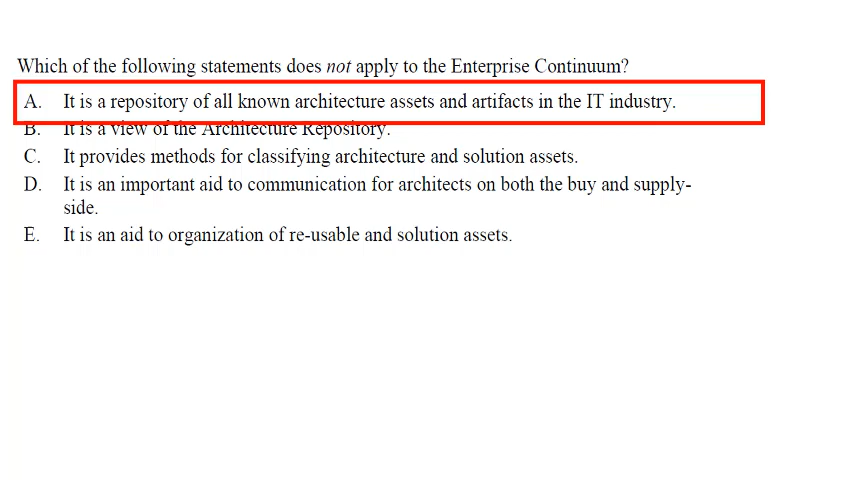 Which of the following statements does not apply to the Enterprise Continuum?
A. It is a repository of all known architecture assets and artifacts in the IT industry.
B. It is a view of the Architecture Repository.
C. It provides methods for classifying architecture and solution assets.
D. It is an important aid to communication for architects on both the buy and supply-
side.
E. It is an aid to organization of re-usable and solution assets.